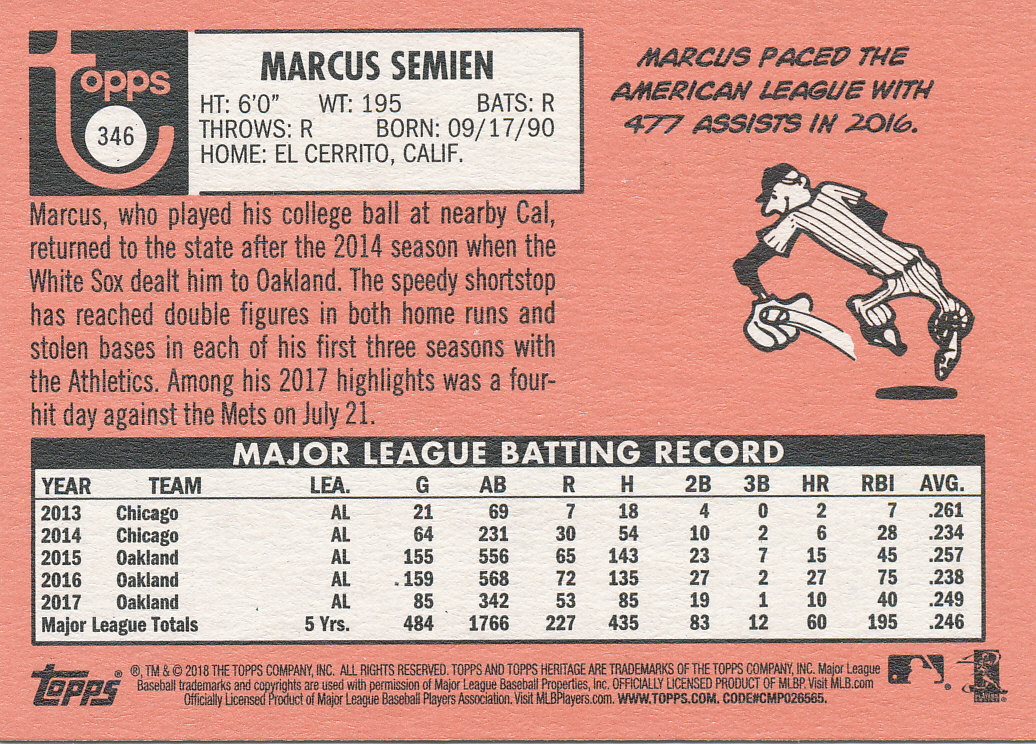 topps
346
MARCUS SEMIEN
HT: 6'0" WT: 195 BATS: R
THROWS: R BORN: 09/17/90
HOME: EL CERRITO, CALIF.
MARCUS PACED THE
AMERICAN LEAGUE WITH
477 ASSISTS IN 2016.
Marcus, who played his college ball at nearby Cal,
returned to the state after the 2014 season when the
White Sox dealt him to Oakland. The speedy shortstop
has reached double figures in both home runs and
stolen bases in each of his first three seasons with
the Athletics. Among his 2017 highlights was a four-
hit day against the Mets on July 21.
MAJOR LEAGUE BATTING RECORD
YEAR TEAM LEA. G AB R H 2B 3B HR RBI AVG.
2013 Chicago AL 21 69 7 18 4 0 2 7 .261
2014 Chicago AL 64 231 30 54 10 2 6 28 .234
2015 Oakland AL 155 556 65 143 23 7 15 45 .257
2016 Oakland AL 159 568 72 135 27 2 27 75 .238
2017 Oakland AL 85 342 53 85 19 1 10 40 .249
Major League Totals 5 Yrs. 484 1766 227 435 83 12 60 195 .246
topps
®, TM & © 2018 THE TOPPS COMPANY, INC. ALL RIGHTS RESERVED. TOPPS AND TOPPS HERITAGE ARE TRADEMARKS OF THE TOPPS COMPANY, INC. Major League
Baseball trademarks and copyrights are used with permission of Major League Baseball Properties, Inc. OFFICIALLY LICENSED PRODUCT OF MLBP. Visit MLB.com
Officially Licensed Product of Major League Baseball Players Association. Visit MLBPlayers.com. WWW.TOPPS.COM. CODE#CMP026565.